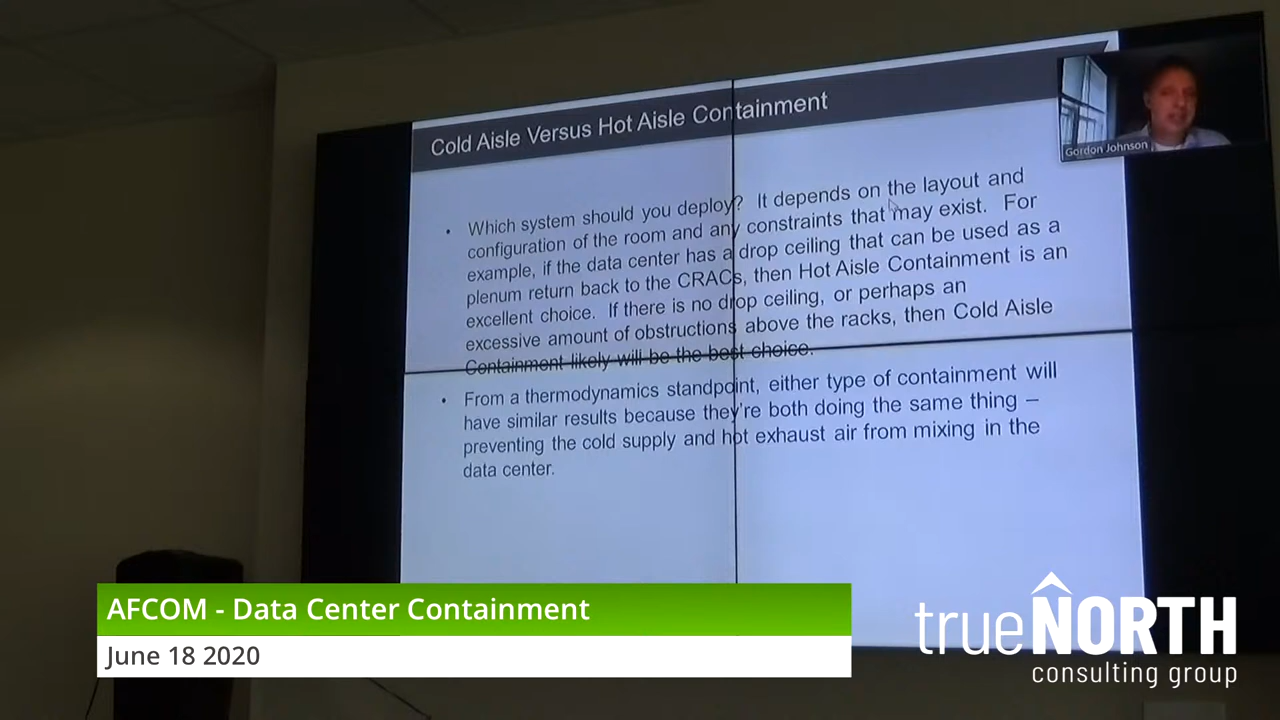 Cold Aisle Versus Hot Aisle Containment
Gordon Johnson
• Which system should you deploy? It depends on the layout and
configuration of the room and any constraints that may exist. For
example, if the data center has a drop ceiling that can be used as a
plenum return back to the CRACs, then Hot Aisle Containment is an
excellent choice. If there is no drop ceiling, or perhaps an
excessive amount of obstructions above the racks, then Cold Aisle
Containment likely will be the best choice.
• From a thermodynamics standpoint, either type of containment will
have similar results because they're both doing the same thing –
preventing the cold supply and hot exhaust air from mixing in the
data center.
AFCOM - Data Center Containment
June 18 2020
trueNORTH
consulting group